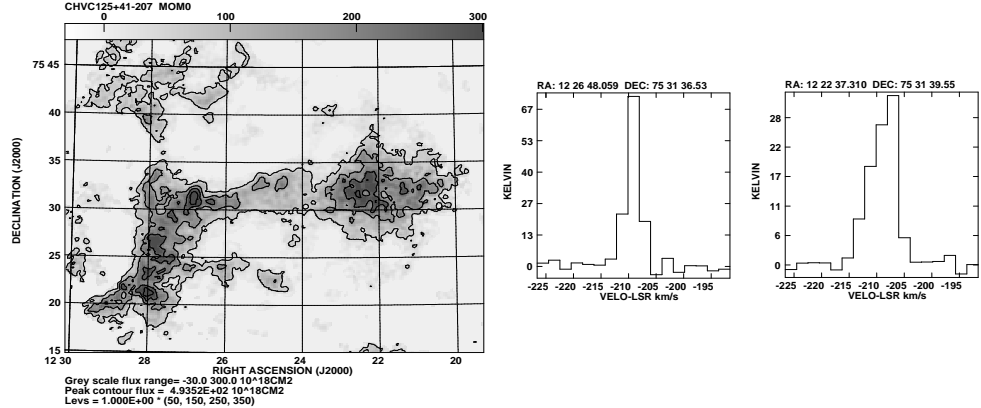 CHVC125+41-207 MOM0
0 100 200 300
DECLINATION (J2000)
75 45
40
35
30
25
20
15
12 30 28 26 24 22 20
RIGHT ASCENSION (J2000)
Grey scale flux range= -30.0 300.0 10^18CM2
Peak contour flux = 4.9352E+02 10^18CM2
Levs = 1.000E+00 * (50, 150, 250, 350)
RA: 12 26 48.059 DEC: 75 31 36.53
KELVIN
67
53
40
27
13
0
-225 -220 -215 -210 -205 -200 -195
VELO-LSR km/s
RA: 12 22 37.310 DEC: 75 31 39.55
KELVIN
28
22
17
11
6
0
-225 -220 -215 -210 -205 -200 -195
VELO-LSR km/s